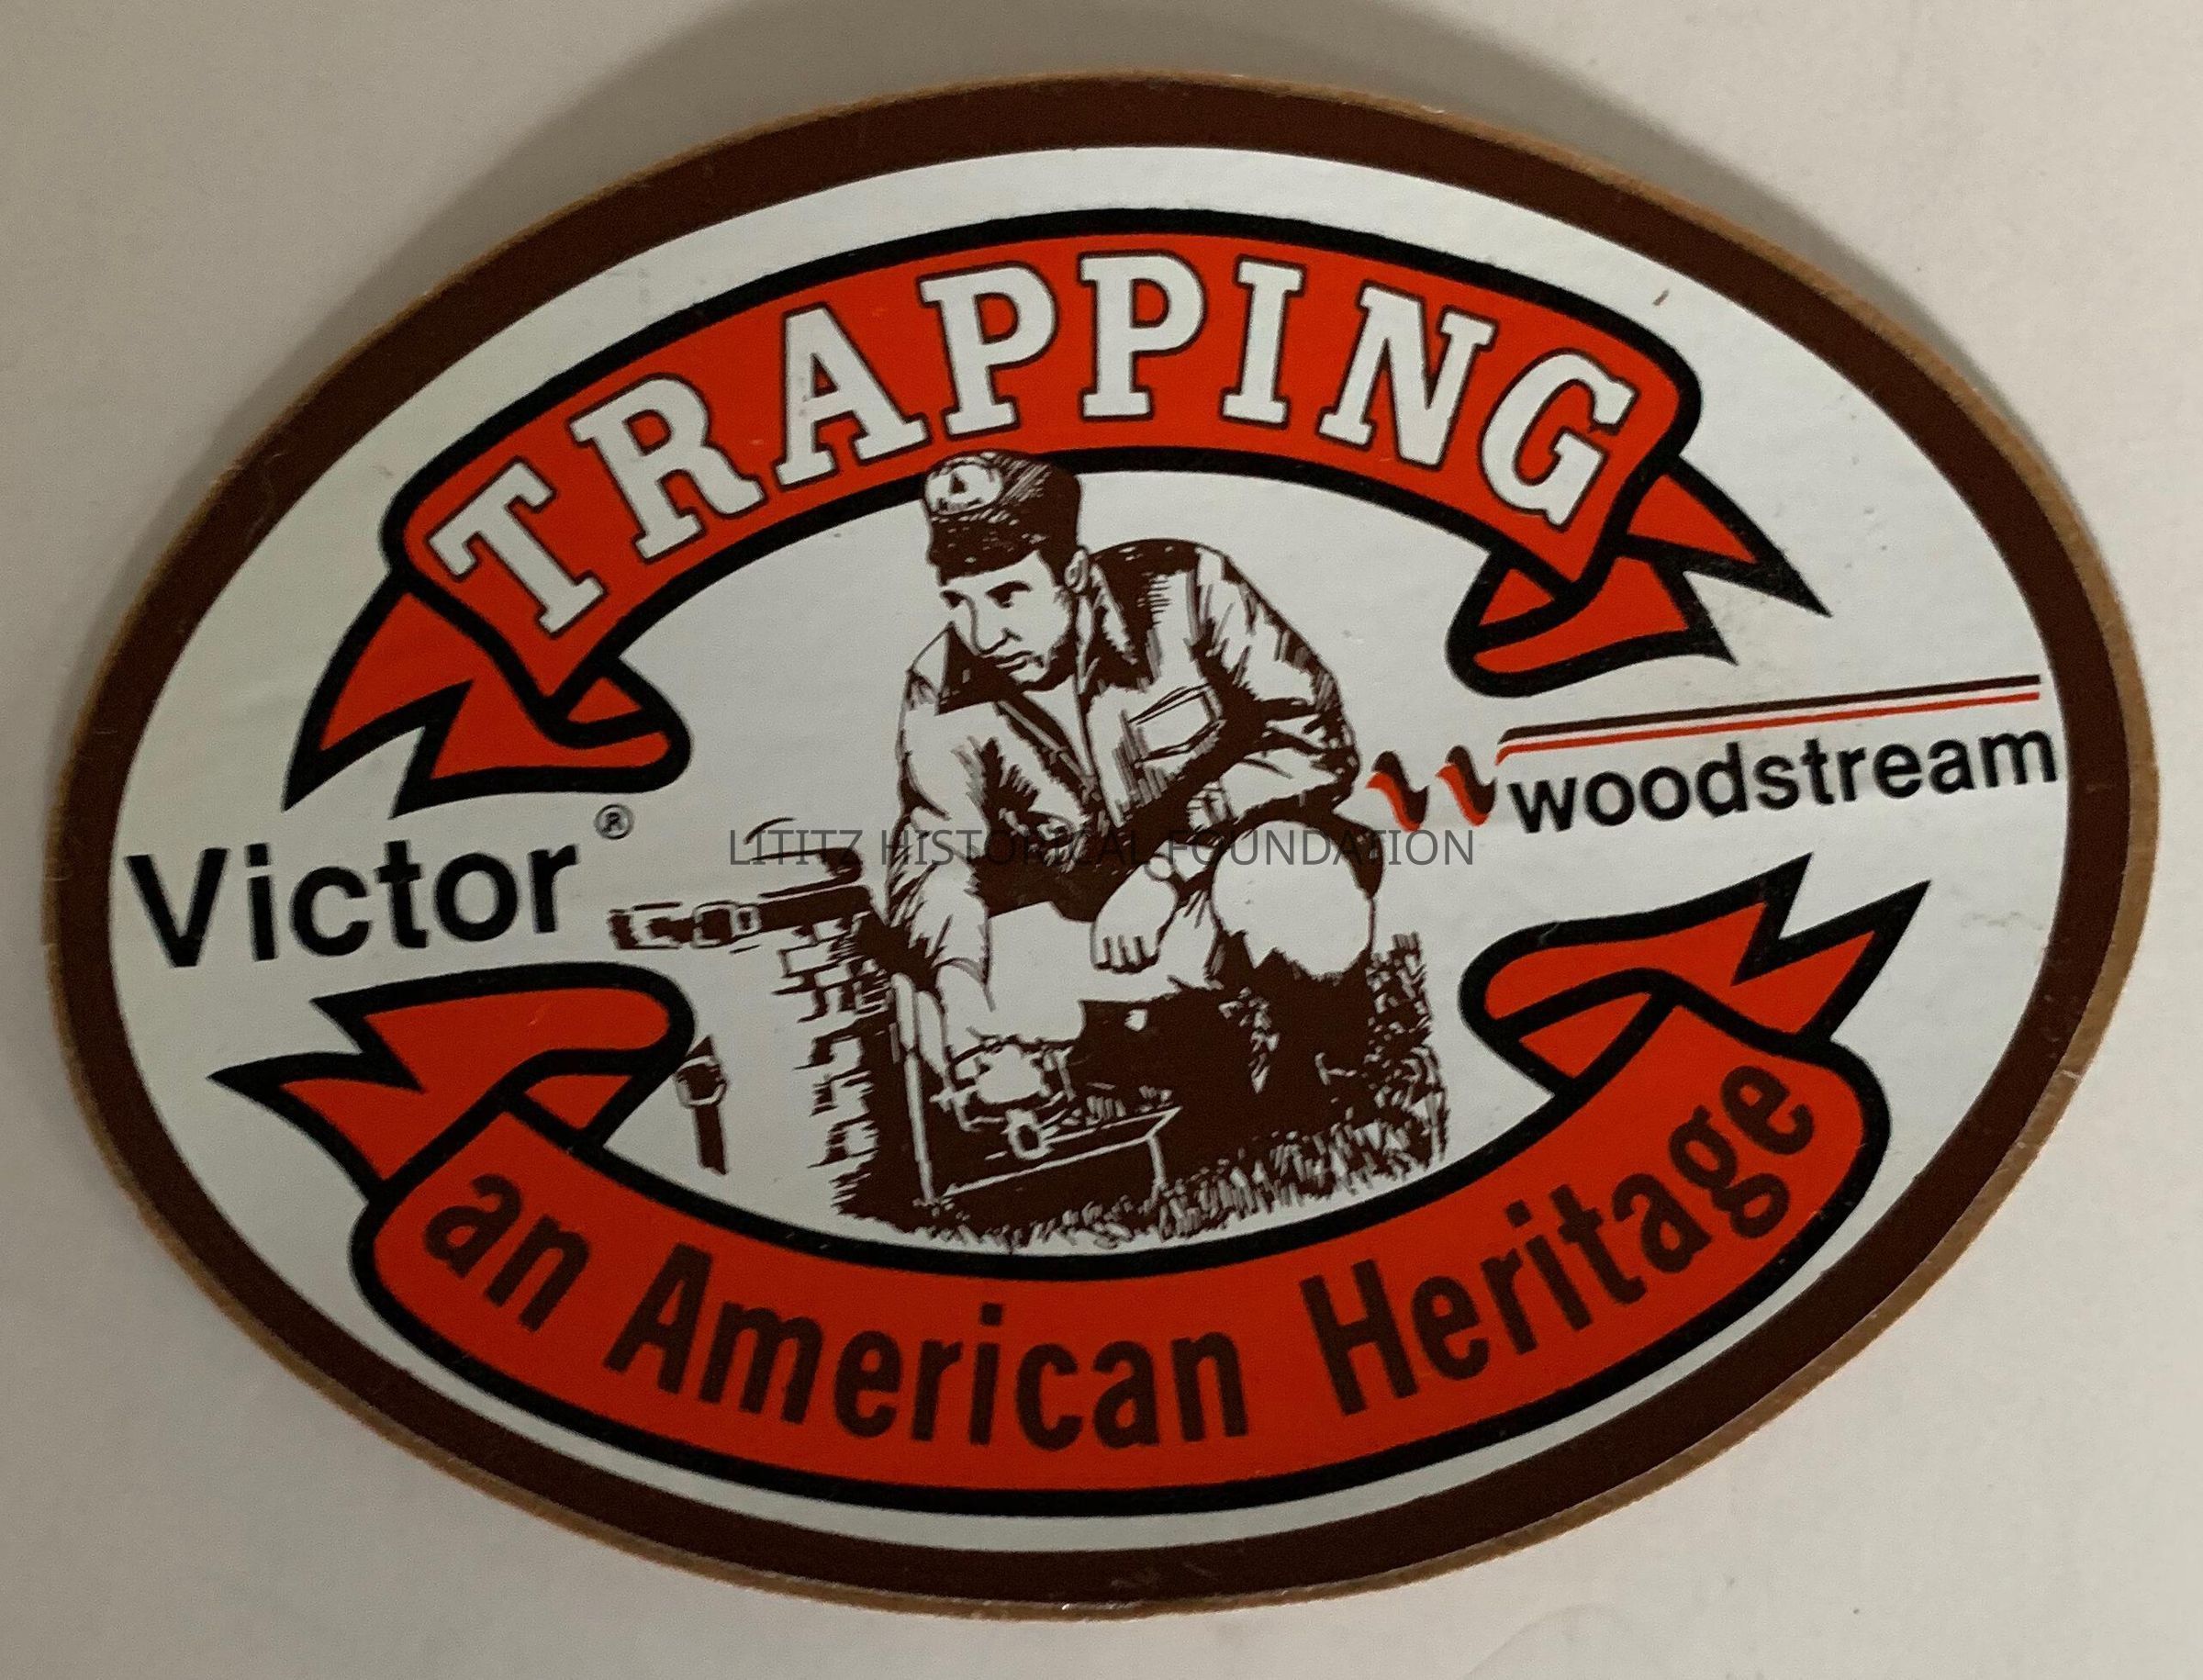 TRAPPING
woodstream
Victor®
LITITZ HISTORICAL FOUNDATION
an American Heritage